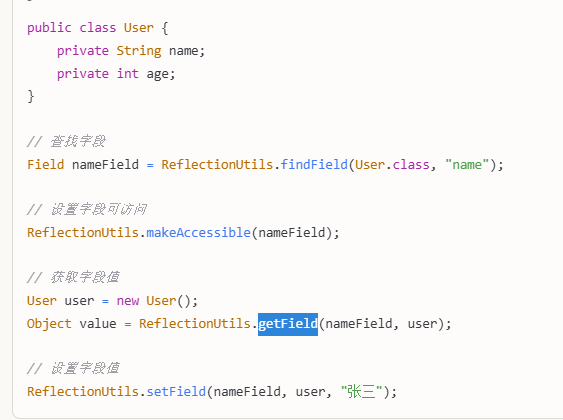 public class User {
    private String name;
    private int age;
}
// 查找字段
Field nameField = ReflectionUtils.findField(User.class, "name");
// 设置字段可访问
ReflectionUtils.makeAccessible(nameField);
// 获取字段值
User user = new User();
Object value = ReflectionUtils.getField(nameField, user);
// 设置字段值
ReflectionUtils.setField(nameField, user, "张三");